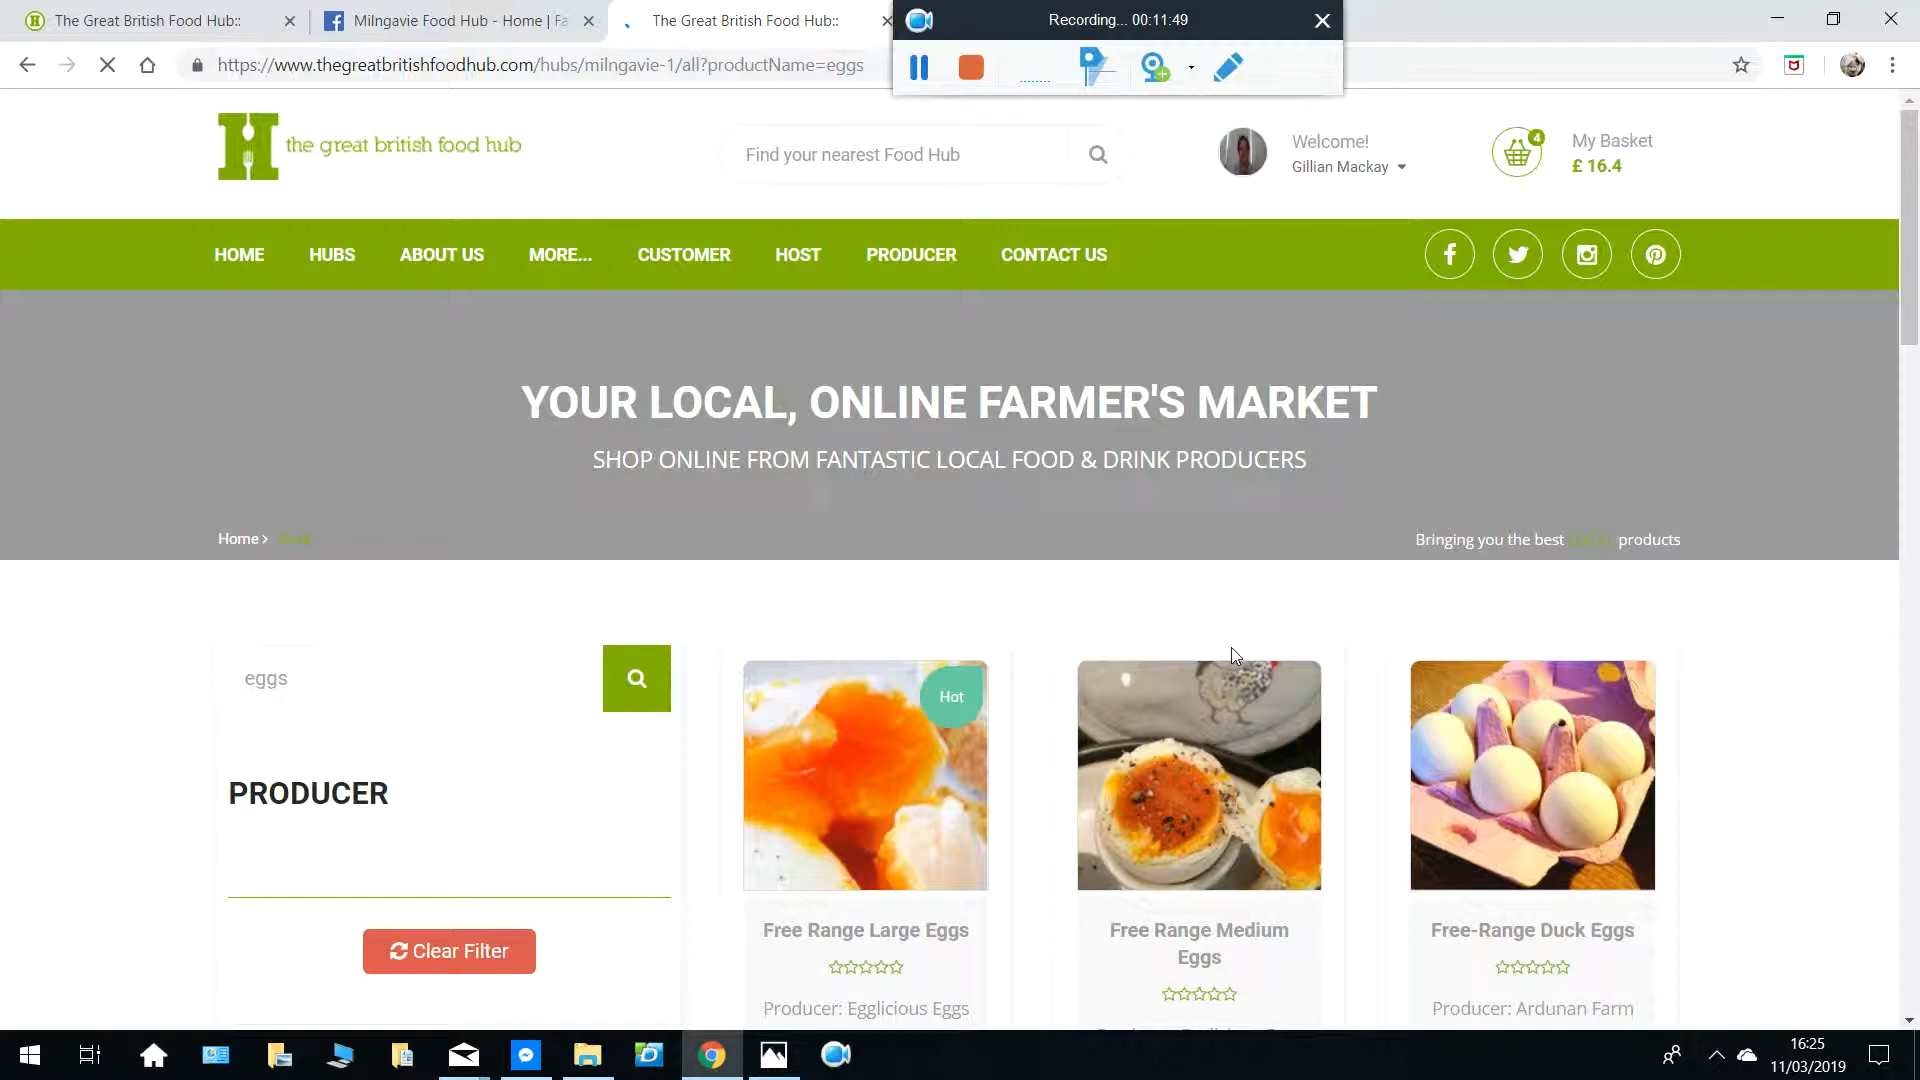 The Great British Food Hub::
Milngavie Food Hub - Home | Fa
The Great British Food Hub::
Recording... 00:11:49
https://www.thegreatbritishfoodhub.com/hubs/milngavie-1/all?productName=eggs
the great british food hub
Find your nearest Food Hub
Welcome!
Gillian Mackay
4
My Basket
£ 16.4
HOME
HUBS
ABOUT US
MORE...
CUSTOMER
HOST
PRODUCER
CONTACT US
YOUR LOCAL, ONLINE FARMER'S MARKET
SHOP ONLINE FROM FANTASTIC LOCAL FOOD & DRINK PRODUCERS
Home >
Bringing you the best LOCAL products
eggs
Hot
PRODUCER
Clear Filter
Free Range Large Eggs
Producer: Egglicious Eggs
Free Range Medium
Eggs
Free-Range Duck Eggs
Producer: Ardunan Farm
16:25
11/03/2019